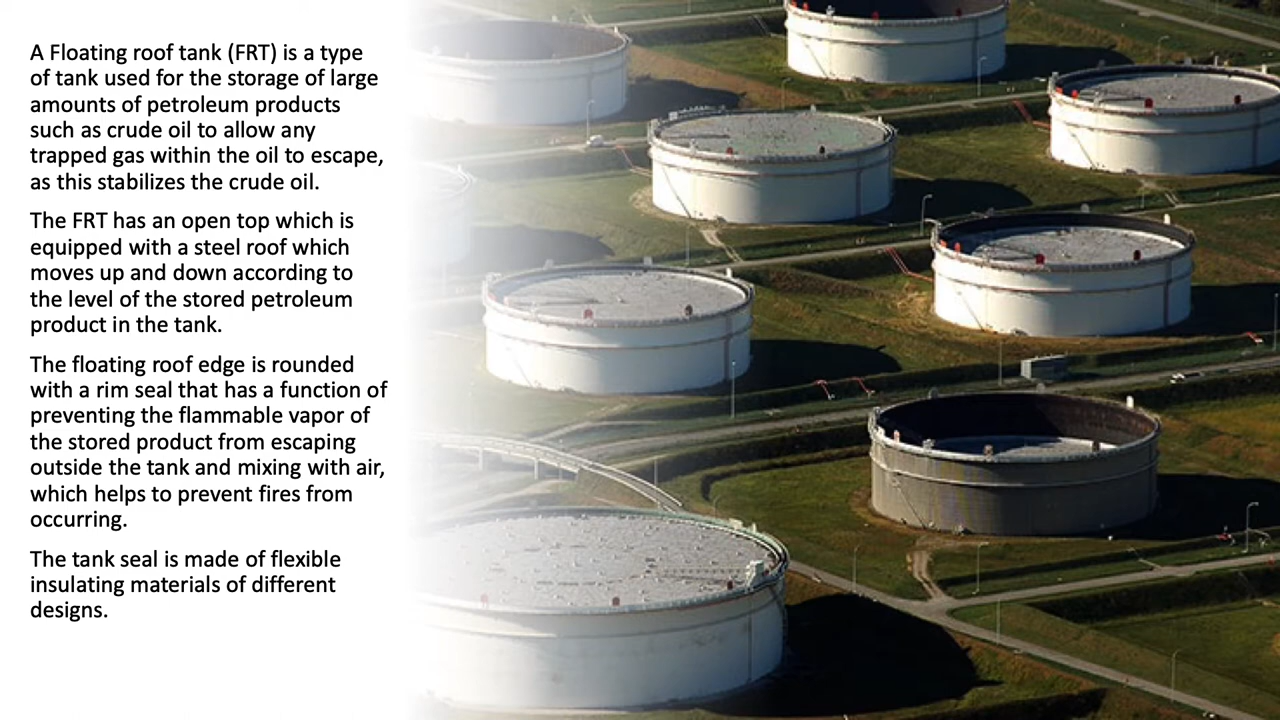 A Floating roof tank (FRT) is a type
of tank used for the storage of large
amounts of petroleum products
such as crude oil to allow any
trapped gas within the oil to escape,
as this stabilizes the crude oil.
The FRT has an open top which is
equipped with a steel roof which
moves up and down according to
the level of the stored petroleum
product in the tank.
The floating roof edge is rounded
with a rim seal that has a function of
preventing the flammable vapor of
the stored product from escaping
outside the tank and mixing with air,
which helps to prevent fires from
occurring.
The tank seal is made of flexible
insulating materials of different
designs.